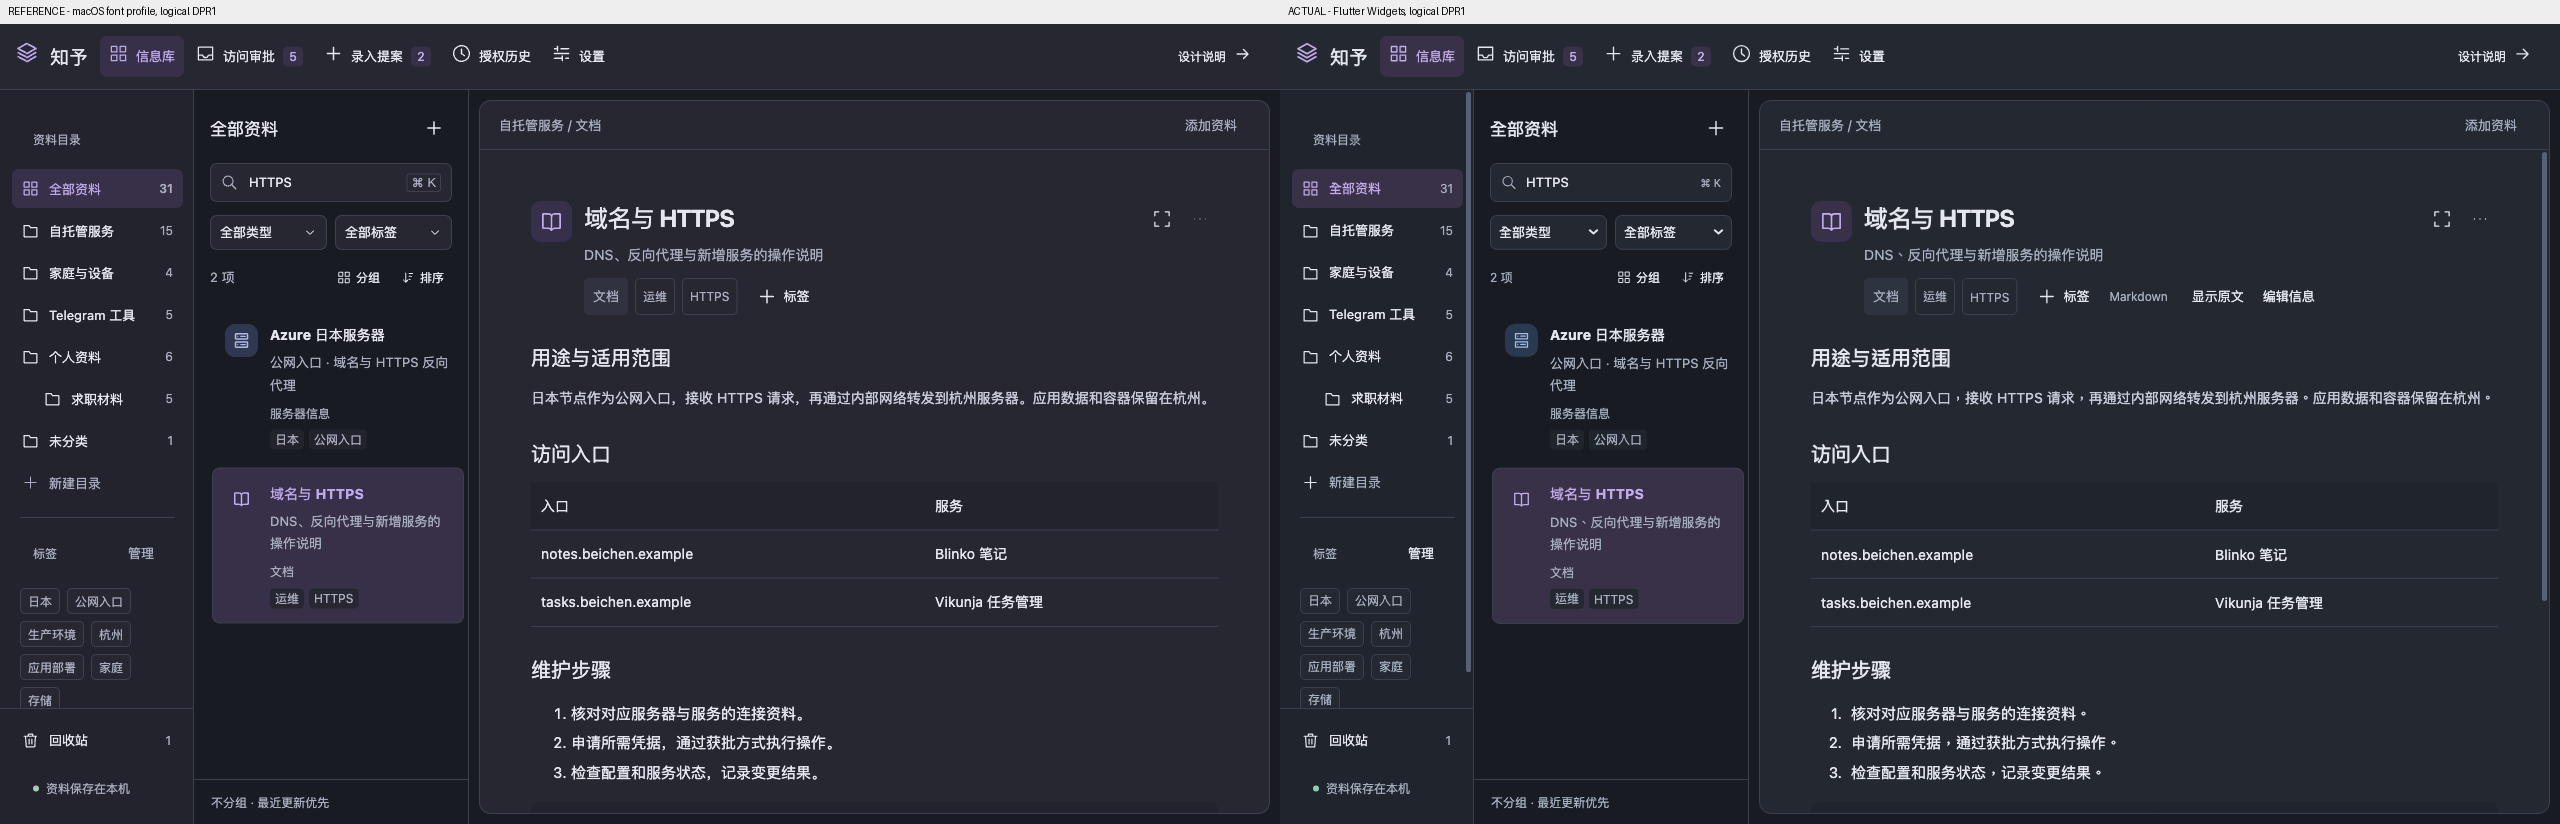 REFERENCE - macOS font profile, logical DPR1
知予 信息库 访问审批 5 录入提案 2 授权历史 设置 设计说明
资料目录
全部资料 31
自托管服务 15
家庭与设备 4
Telegram 工具 5
个人资料 6
求职材料 5
未分类 1
新建目录
标签 管理
日本 公网入口
生产环境 杭州
应用部署 家庭
存储
回收站 1
资料保存在本机
全部资料
HTTPS ⌘ K
全部类型 全部标签
2 项 分组 排序
Azure 日本服务器
公网入口 · 域名与 HTTPS 反向
代理
服务器信息
日本 公网入口
域名与 HTTPS
DNS、反向代理与新增服务的
操作说明
文档
运维 HTTPS
不分组 · 最近更新优先
自托管服务 / 文档 添加资料
域名与 HTTPS
DNS、反向代理与新增服务的操作说明
文档 运维 HTTPS 标签
用途与适用范围
日本节点作为公网入口，接收 HTTPS 请求，再通过内部网络转发到杭州服务器。应用数据和容器保留在杭州。
访问入口
入口 服务
notes.beichen.example Blinko 笔记
tasks.beichen.example Vikunja 任务管理
维护步骤
1. 核对对应服务器与服务的连接资料。
2. 申请所需凭据，通过获批方式执行操作。
3. 检查配置和服务状态，记录变更结果。
ACTUAL - Flutter Widgets, logical DPR1
知予 信息库 访问审批 5 录入提案 2 授权历史 设置 设计说明
资料目录
全部资料 31
自托管服务 15
家庭与设备 4
Telegram 工具 5
个人资料 6
求职材料 5
未分类 1
新建目录
标签 管理
日本 公网入口
生产环境 杭州
应用部署 家庭
存储
回收站 1
资料保存在本机
全部资料
HTTPS ⌘ K
全部类型 全部标签
2 项 分组 排序
Azure 日本服务器
公网入口 · 域名与 HTTPS 反向
代理
服务器信息
日本 公网入口
域名与 HTTPS
DNS、反向代理与新增服务的
操作说明
文档
运维 HTTPS
不分组 · 最近更新优先
自托管服务 / 文档 添加资料
域名与 HTTPS
DNS、反向代理与新增服务的操作说明
文档 运维 HTTPS 标签 Markdown 显示原文 编辑信息
用途与适用范围
日本节点作为公网入口，接收 HTTPS 请求，再通过内部网络转发到杭州服务器。应用数据和容器保留在杭州。
访问入口
入口 服务
notes.beichen.example Blinko 笔记
tasks.beichen.example Vikunja 任务管理
维护步骤
1. 核对对应服务器与服务的连接资料。
2. 申请所需凭据，通过获批方式执行操作。
3. 检查配置和服务状态，记录变更结果。